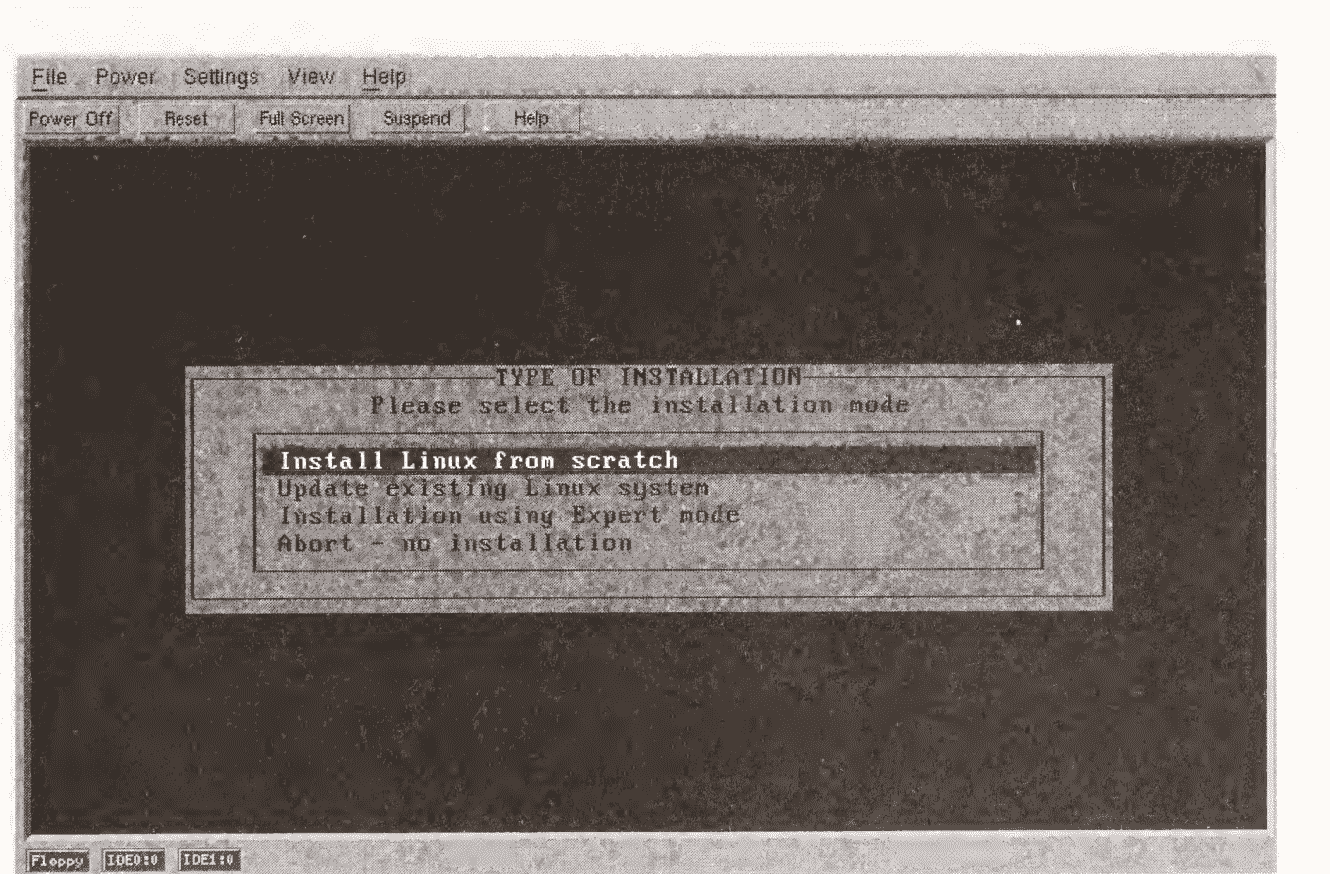 File Power Settings View Help
Power Off Reset Full Screen Suspend Help
TYPE OF INSTALLATION
Please select the installation mode
Install Linux from scratch
Update existing Linux system
Installation using Expert mode
Abort - no installation
Floppy IDE0:0 IDE1:0